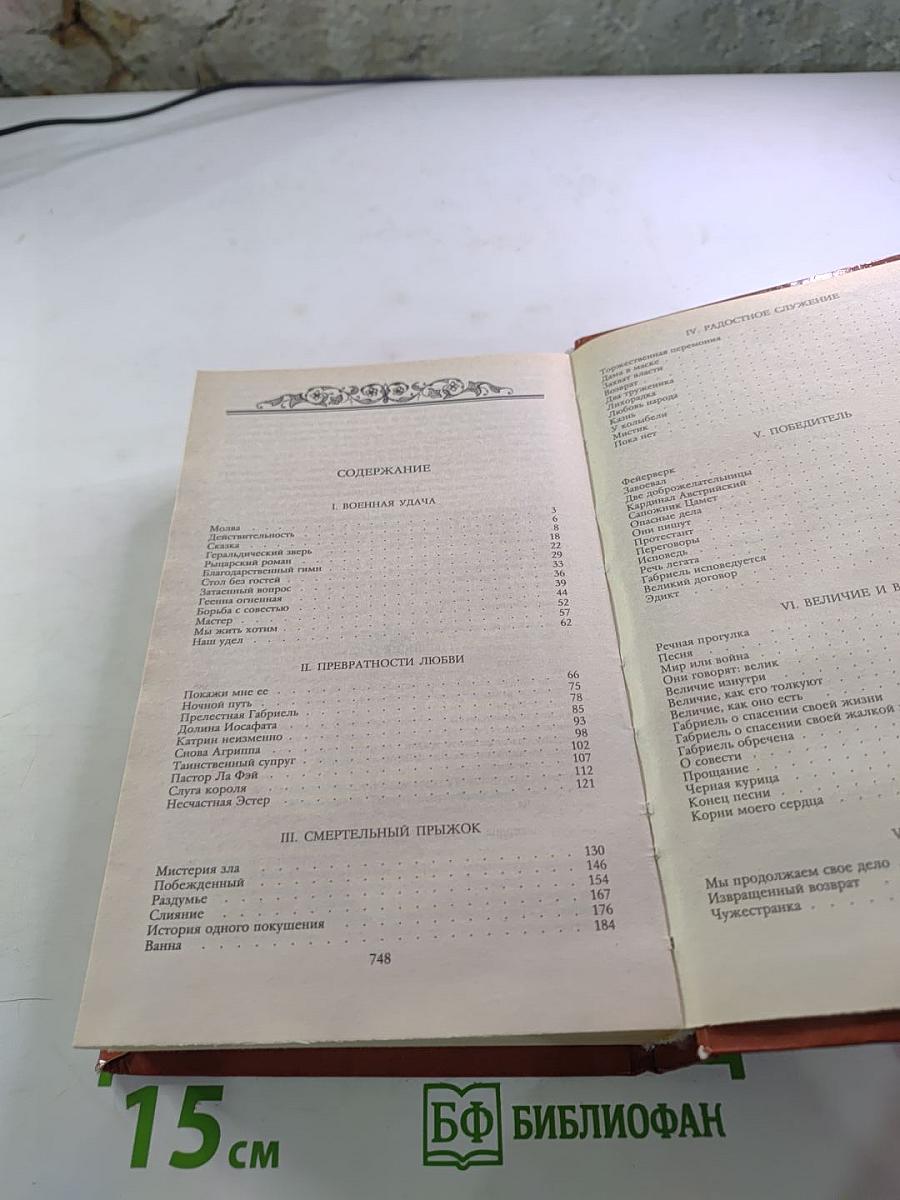 СОДЕРЖАНИЕ
I. ВОЕННАЯ УДАЧА
Молва 3
Действительность 6
Сказка 8
Геральдический зверь 18
Рыцарский роман 22
Благодарственный гимн 29
Стол без гостей 33
Затаенный вопрос 36
Геенна огненная 39
Борьба с совестью 44
Мастер 52
Мы жить хотим 57
Наш удел 62
II. ПРЕВРАТНОСТИ ЛЮБВИ
Покажи мне ее 66
Ночной путь 75
Прелестная Габриель 78
Долина Иосафата 85
Катрин неизменно 93
Снова Агриппа 98
Таинственный супруг 102
Пастор Ла Фэй 107
Слуга короля 112
Несчастная Эстер 121
III. СМЕРТЕЛЬНЫЙ ПРЫЖОК
Мистерия зла 130
Побежденный 146
Раздумье 154
Слияние 167
История одного покушения 176
Ванна 184
748
IV. РАДОСТНОЕ СЛУЖЕНИЕ
Торжественная церемония
Дама в маске
Захват власти
Возврат
Два труженика
Лихорадка
Любовь народа
Казнь
У колыбели
Мистик
Пока нет
V. ПОБЕДИТЕЛЬ
Фейерверк
Завоевал
Две доброжелательницы
Кардинал Австрийский
Сапожник Цамет
Опасные дела
Они пишут
Протестант
Переговоры
Исповедь
Речь легата
Габриель исповедуется
Великий договор
Эдикт
VI. ВЕЛИЧИЕ И В
Речная прогулка
Песня
Мир или война
Они говорят: велик
Величие изнутри
Величие, как его толкуют
Величие, как оно есть
Габриель о спасении своей жизни
Габриель о спасении своей жалкой
Габриель обречена
О совести
Прощание
Черная курица
Конец песни
Корни моего сердца
V
Мы продолжаем свое дело
Извращенный возврат
Чужестранка
15 см
БФ БИБЛИОФАН